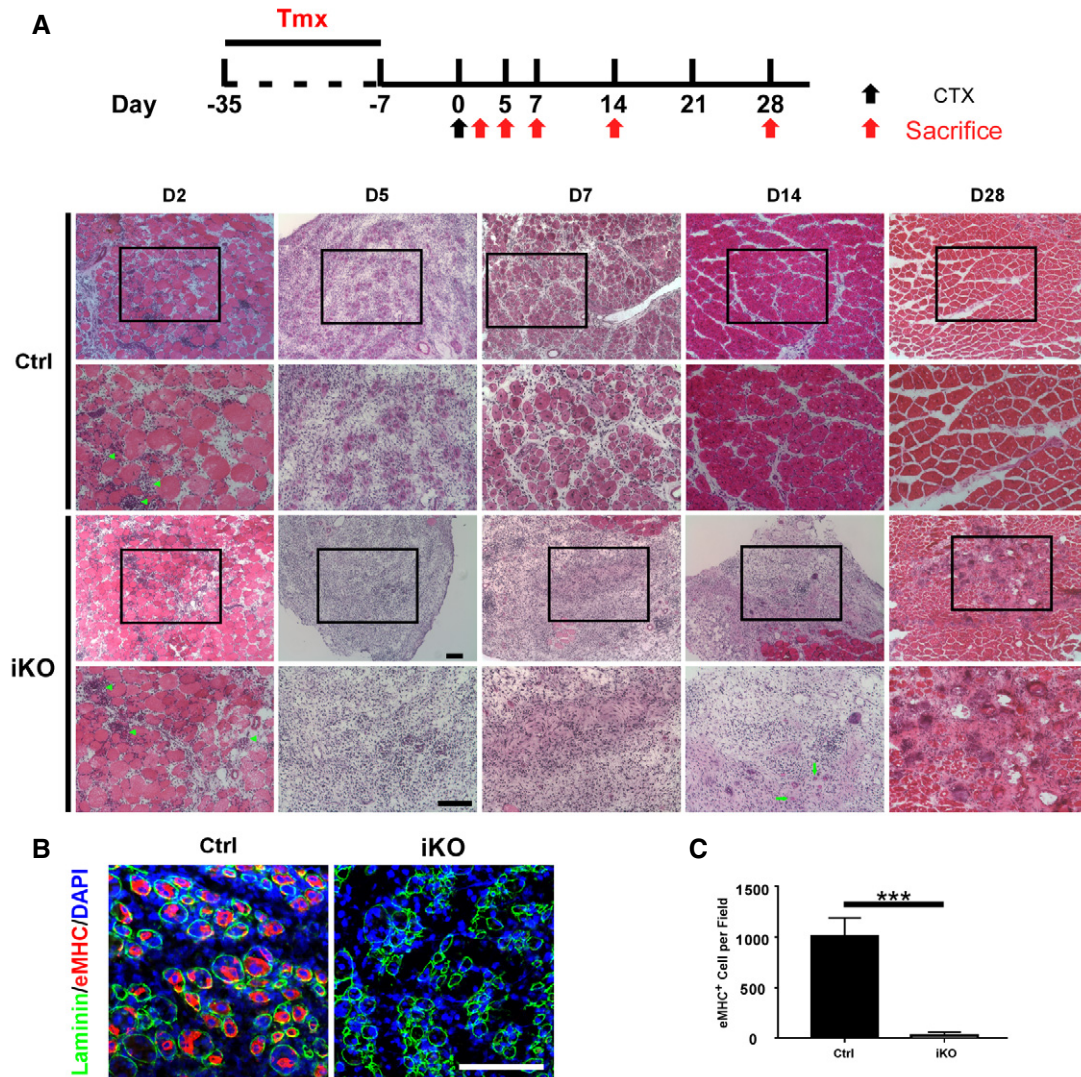 A
Tmx
Day -35 -7 0 5 7 14 21 28
CTX
Sacrifice
D2 D5 D7 D14 D28
Ctrl
iKO
B
Ctrl iKO
Laminin/eMHC/DAPI
C
***
eMHC+ Cell per Field
1500
1000
500
0
Ctrl iKO